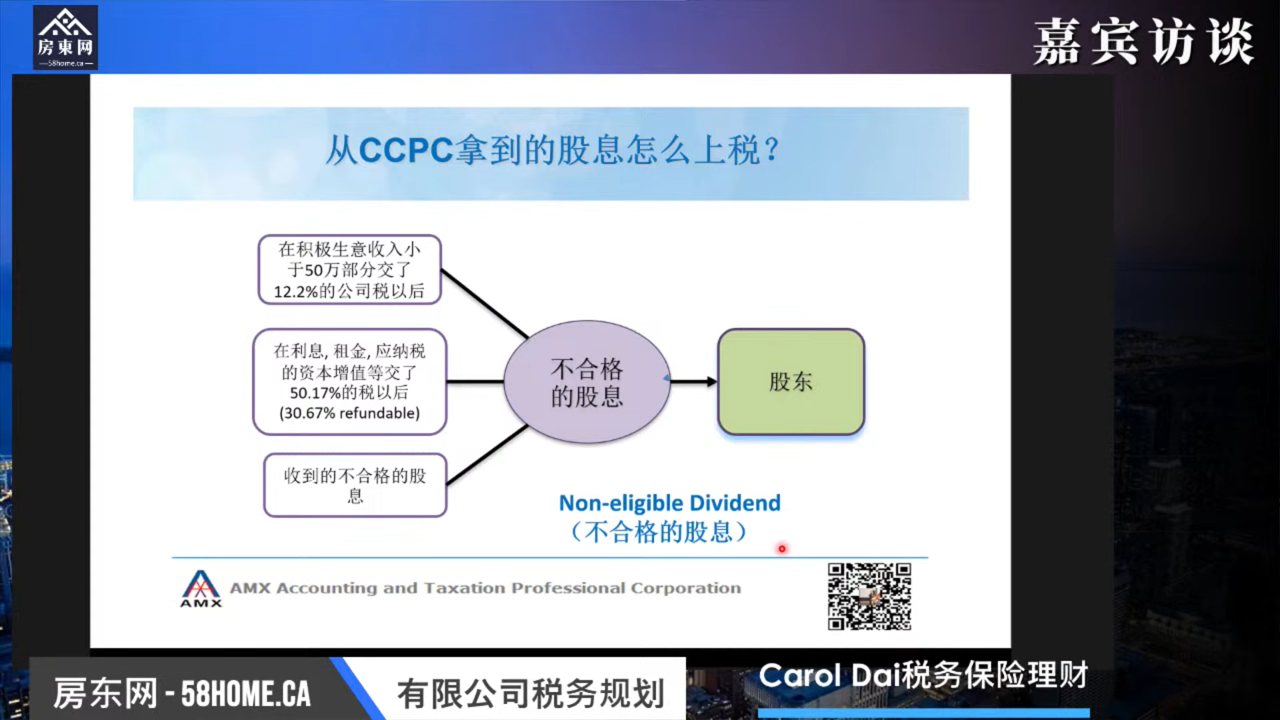 房東网
58home.ca
嘉宾访谈
从CCPC拿到的股息怎么上税？
在积极生意收入小
于50万部分交了
12.2%的公司税以后
在利息, 租金, 应纳税
的资本增值等交了
50.17%的税以后
(30.67% refundable)
收到的不合格的股
息
不合格
的股息
股东
Non-eligible Dividend
（不合格的股息）
AMX
AMX Accounting and Taxation Professional Corporation
房东网 - 58HOME.CA
有限公司税务规划
Carol Dai税务保险理财